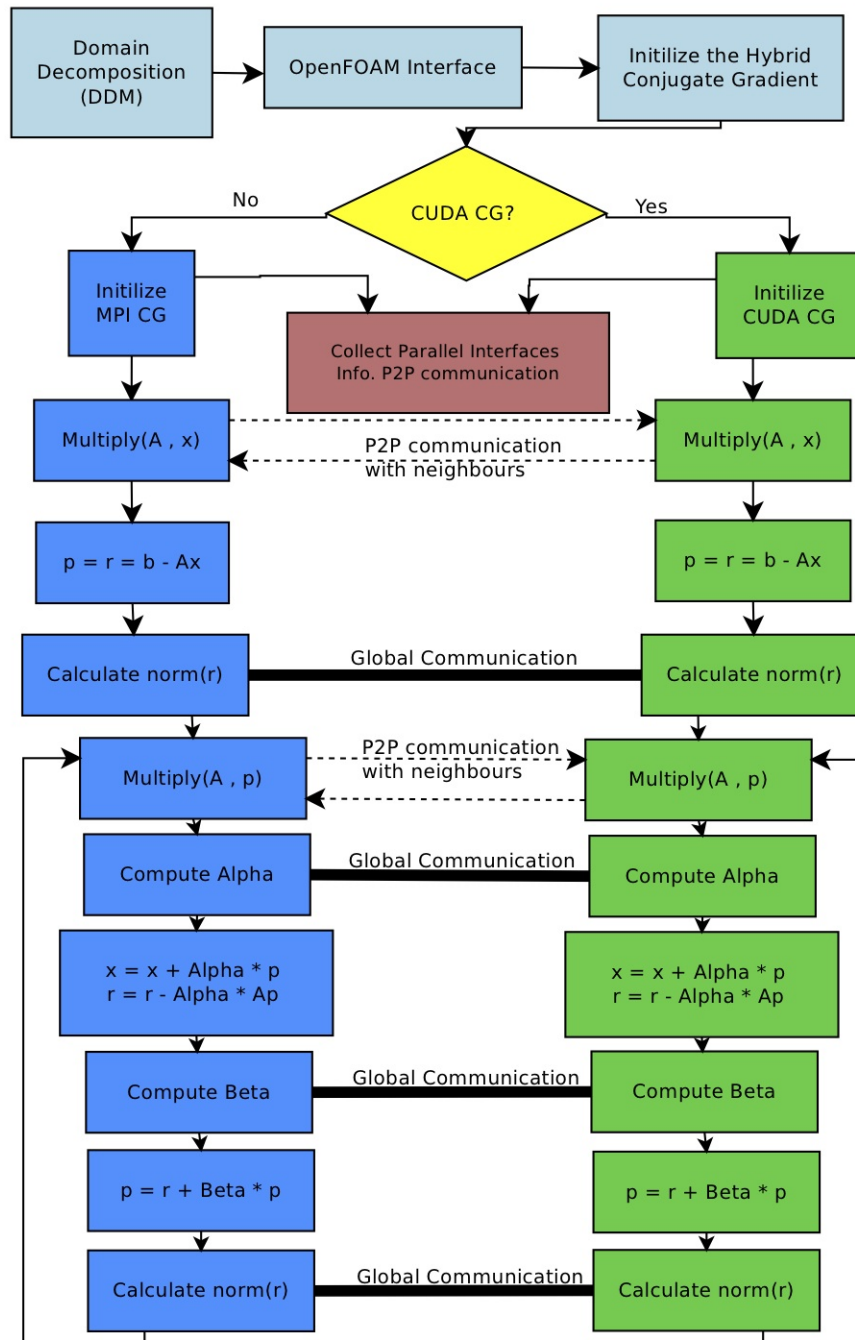 Domain
Decomposition
(DDM)
OpenFOAM Interface
Initilize the Hybrid
Conjugate Gradient
CUDA CG?
No
Yes
Initilize
MPI CG
Initilize
CUDA CG
Collect Parallel Interfaces
Info. P2P communication
Multiply(A , x)
P2P communication
with neighbours
Multiply(A , x)
p = r = b - Ax
p = r = b - Ax
Calculate norm(r)
Global Communication
Calculate norm(r)
Multiply(A , p)
P2P communication
with neighbours
Multiply(A , p)
Compute Alpha
Global Communication
Compute Alpha
x = x + Alpha * p
r = r - Alpha * Ap
x = x + Alpha * p
r = r - Alpha * Ap
Compute Beta
Global Communication
Compute Beta
p = r + Beta * p
p = r + Beta * p
Calculate norm(r)
Global Communication
Calculate norm(r)